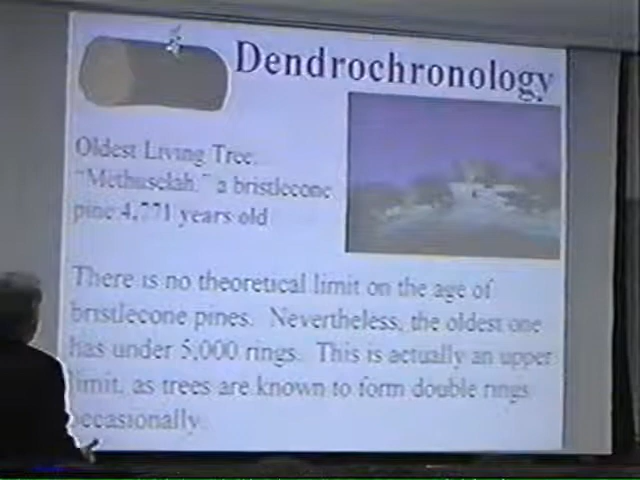 Dendrochronology
Oldest Living Tree:
"Methuselah," a bristlecone
pine 4,771 years old
There is no theoretical limit on the age of
bristlecone pines. Nevertheless, the oldest one
has under 5,000 rings. This is actually an upper
limit, as trees are known to form double rings
occasionally.